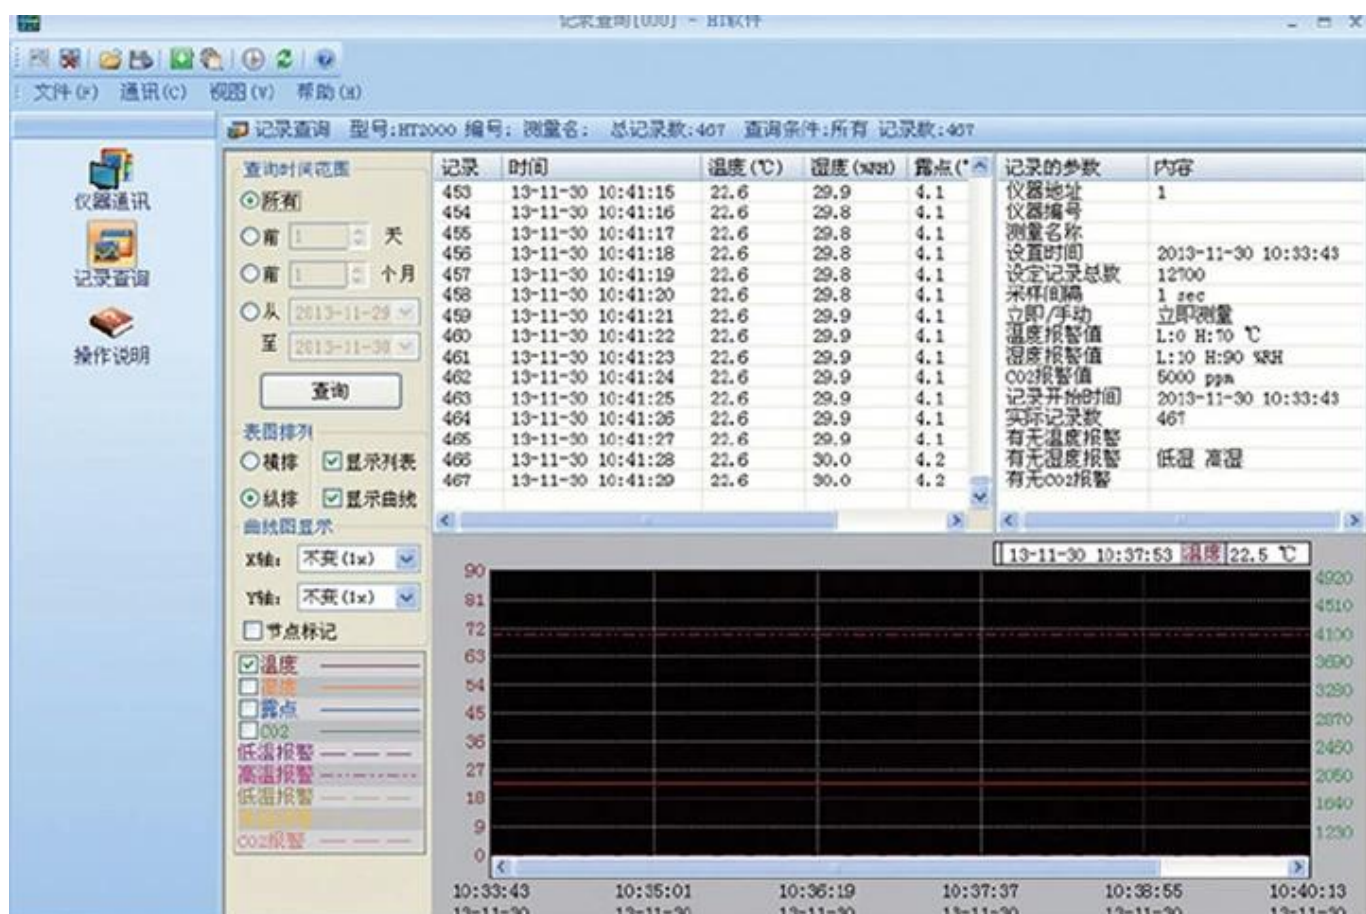 记录查询[030] - HT软件
文件(F) 通讯(C) 视图(V) 帮助(H)
记录查询 型号:HT2000 编号: 测量名: 总记录数:467 查询条件:所有 记录数:467
仪器通讯
记录查询
操作说明
查询时间范围
所有
前 1 天
前 1 个月
从 2013-11-29
至 2013-11-30
查询
表图排列
横排 显示列表
纵排 显示曲线
曲线图显示
X轴: 不变(1x)
Y轴: 不变(1x)
节点标记
温度
湿度
露点
CO2
低温报警
高温报警
低湿报警
CO2报警
记录 时间 温度(℃) 湿度(%RH) 露点(°
453 13-11-30 10:41:15 22.6 29.9 4.1
454 13-11-30 10:41:16 22.6 29.8 4.1
455 13-11-30 10:41:17 22.6 29.8 4.1
456 13-11-30 10:41:18 22.6 29.8 4.1
457 13-11-30 10:41:19 22.6 29.8 4.1
458 13-11-30 10:41:20 22.6 29.8 4.1
459 13-11-30 10:41:21 22.6 29.9 4.1
460 13-11-30 10:41:22 22.6 29.9 4.1
461 13-11-30 10:41:23 22.6 29.9 4.1
462 13-11-30 10:41:24 22.6 29.9 4.1
463 13-11-30 10:41:25 22.6 29.9 4.1
464 13-11-30 10:41:26 22.6 29.9 4.1
465 13-11-30 10:41:27 22.6 29.9 4.1
466 13-11-30 10:41:28 22.6 30.0 4.2
467 13-11-30 10:41:29 22.6 30.0 4.2
记录的参数 内容
仪器地址 1
仪器编号
测量名称
设置时间 2013-11-30 10:33:43
设定记录总数 12700
采样间隔 1 sec
立即/手动 立即测量
温度报警值 L:0 H:70 ℃
湿度报警值 L:10 H:90 %RH
CO2报警值 5000 ppm
记录开始时间 2013-11-30 10:33:43
实际记录数 467
有无温度报警
有无湿度报警 低湿 高湿
有无CO2报警
13-11-30 10:37:53 温度 22.5 ℃
90
81
72
63
54
45
36
27
18
9
0
4920
4510
4100
3690
3280
2870
2460
2050
1640
1230
10:33:43 10:35:01 10:36:19 10:37:37 10:38:55 10:40:13
13-11-30 13-11-30 13-11-30 13-11-30 13-11-30 13-11-30